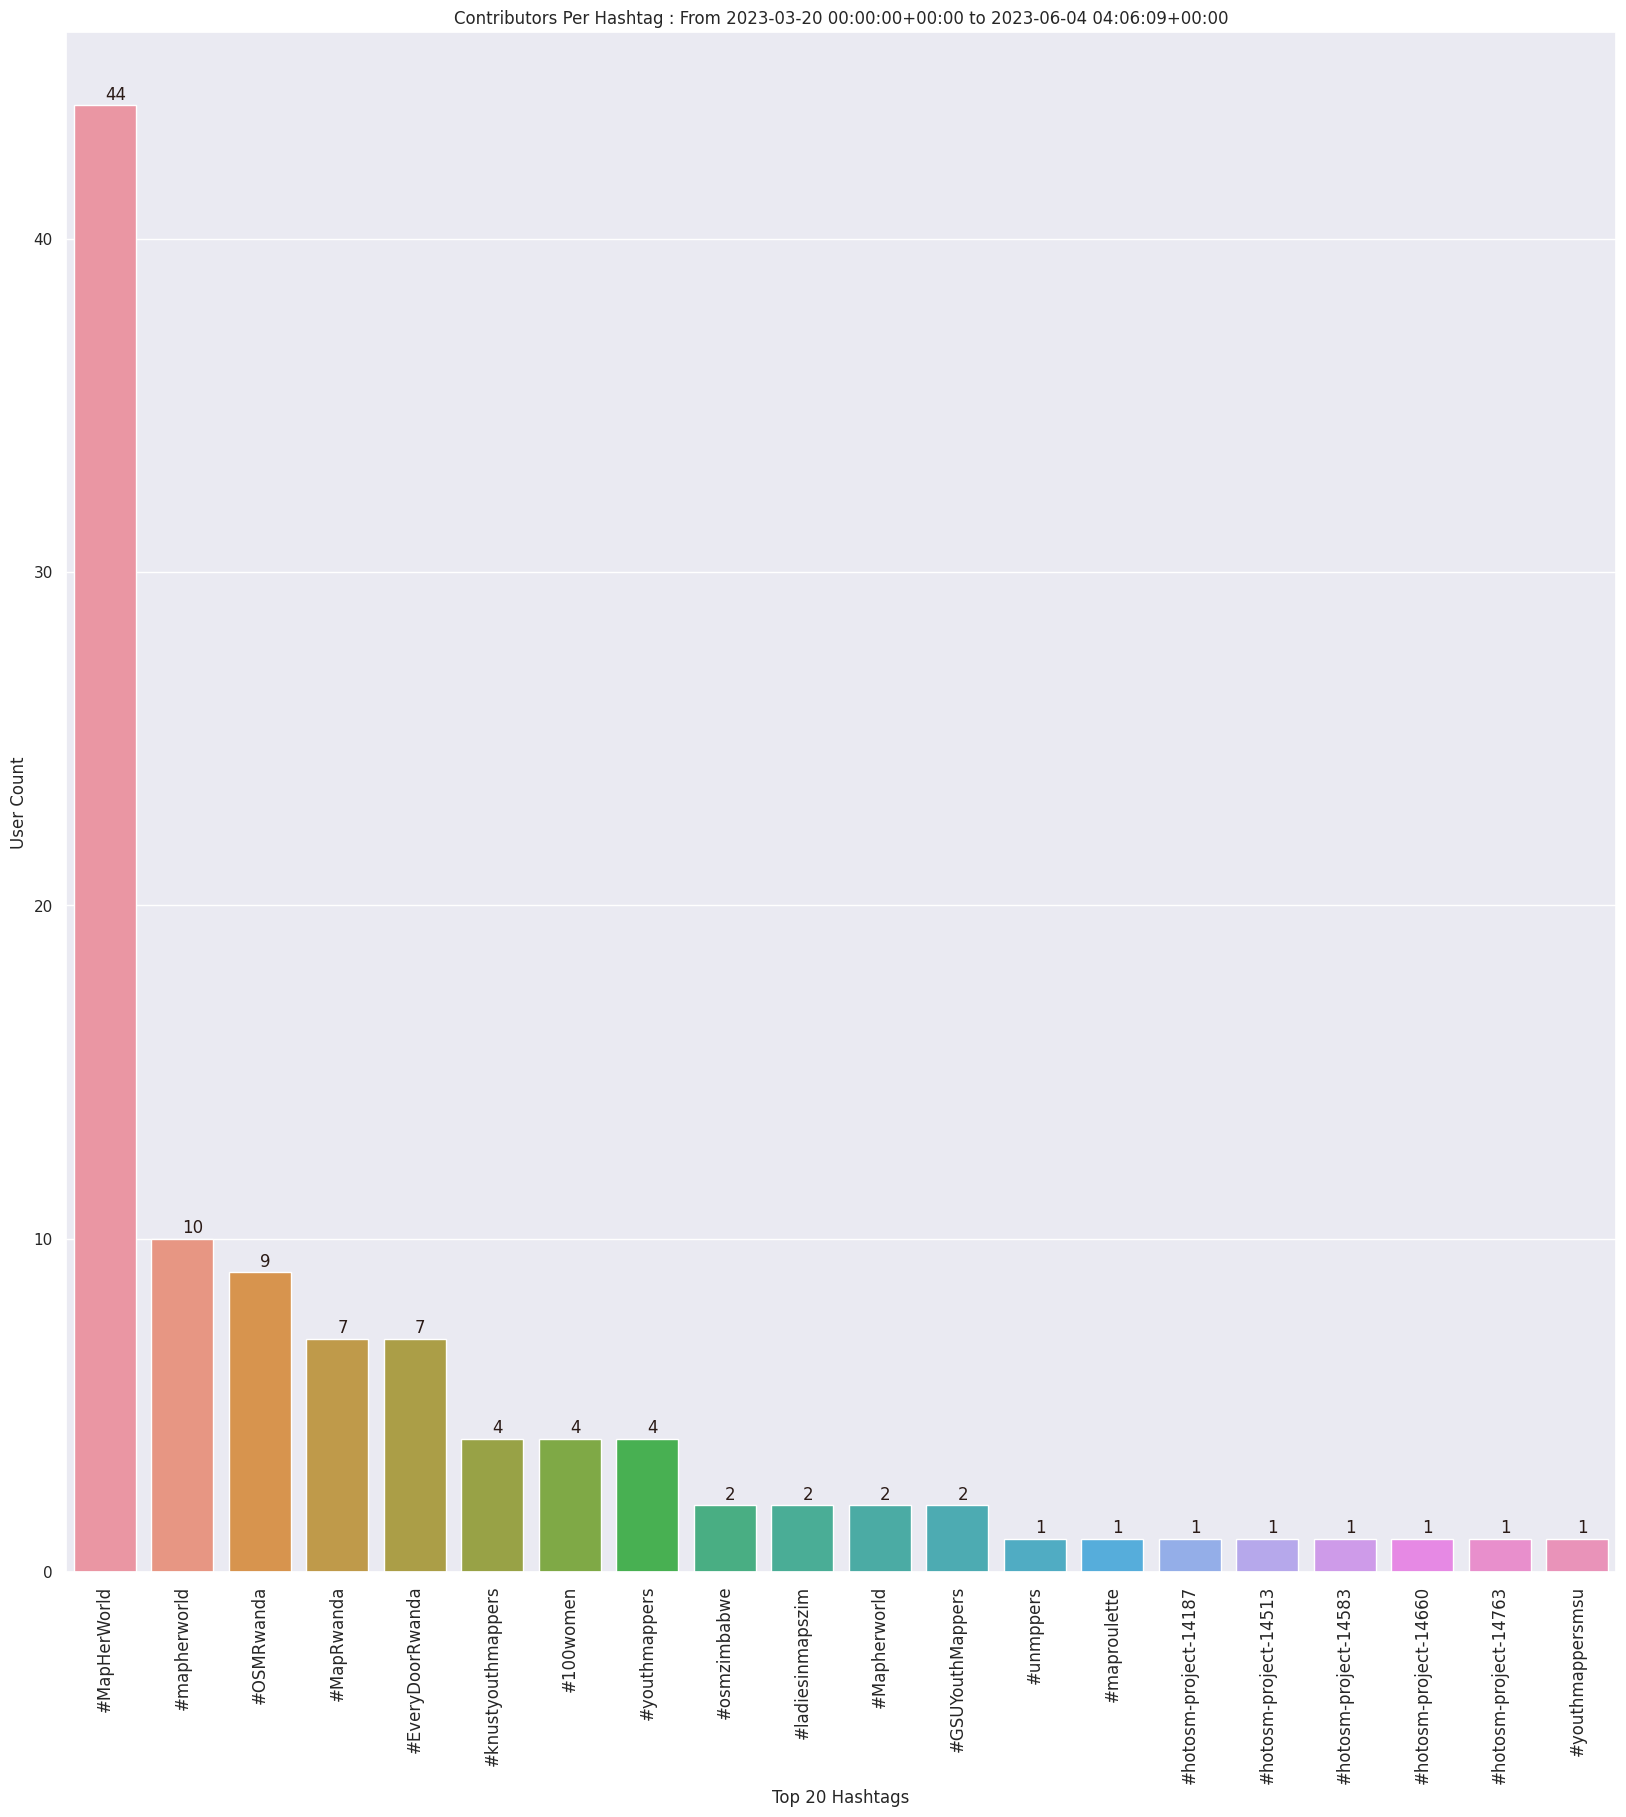 Contributors Per Hashtag : From 2023-03-20 00:00:00+00:00 to 2023-06-04 04:06:09+00:00
44
40
30
User Count
20
10
10
9
7
7
4
4
4
2
2
2
2
1
1
1
1
1
1
1
1
0
#MapHerWorld
#mapherworld
#OSMRwanda
#MapRwanda
#EveryDoorRwanda
#knustyouthmappers
#100women
#youthmappers
#osmzimbabwe
#ladiesinmapszim
#Mapherworld
#GSUYouthMappers
#unmppers
#maproulette
#hotosm-project-14187
#hotosm-project-14513
#hotosm-project-14583
#hotosm-project-14660
#hotosm-project-14763
#youthmappersmsu
Top 20 Hashtags